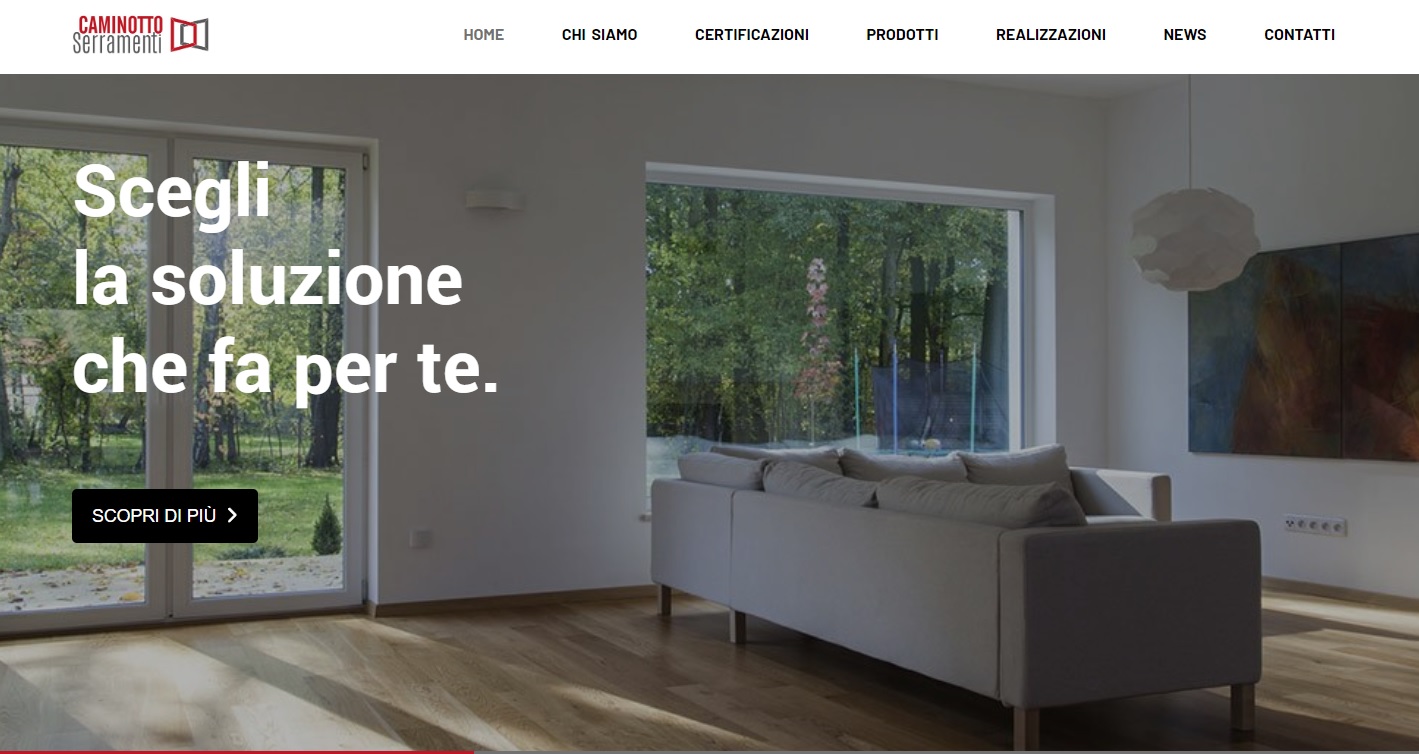 CAMINOTTO
Serramenti
HOME
CHI SIAMO
CERTIFICAZIONI
PRODOTTI
REALIZZAZIONI
NEWS
CONTATTI
Scegli
la soluzione
che fa per te.
SCOPRI DI PIÙ